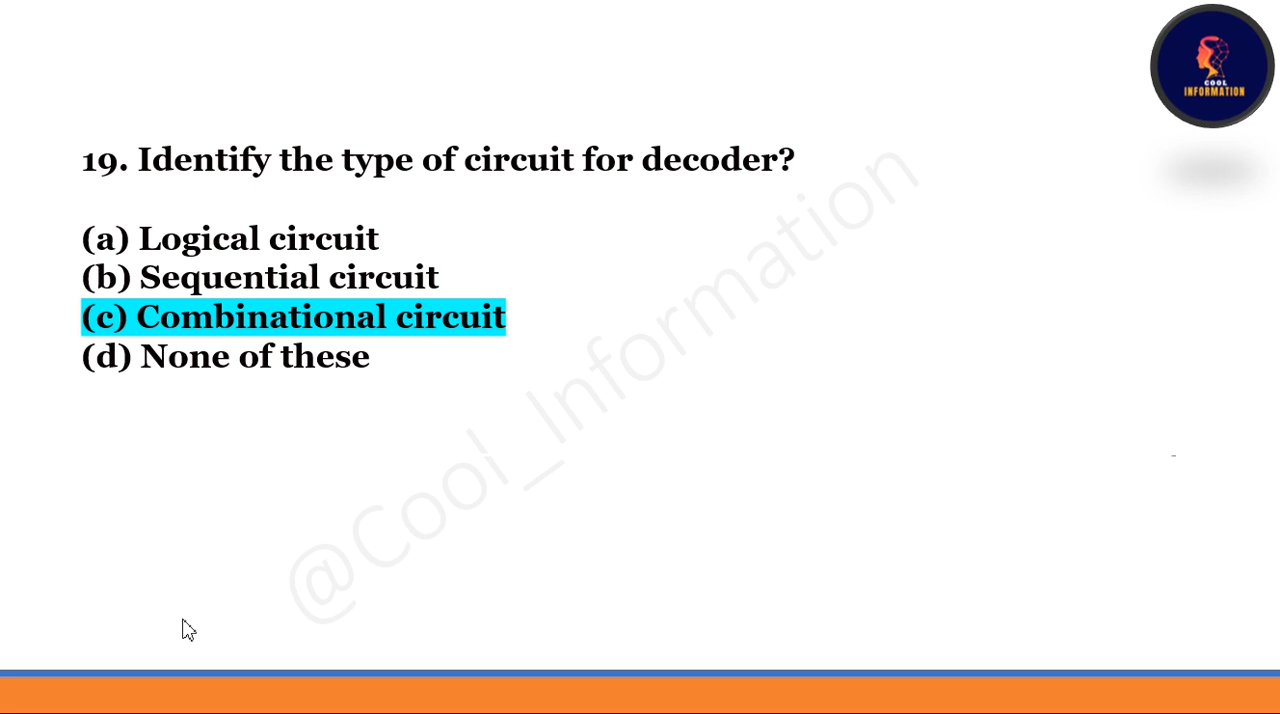 COOL
INFORMATION
19. Identify the type of circuit for decoder?
(a) Logical circuit
(b) Sequential circuit
(c) Combinational circuit
(d) None of these
@Cool_Information